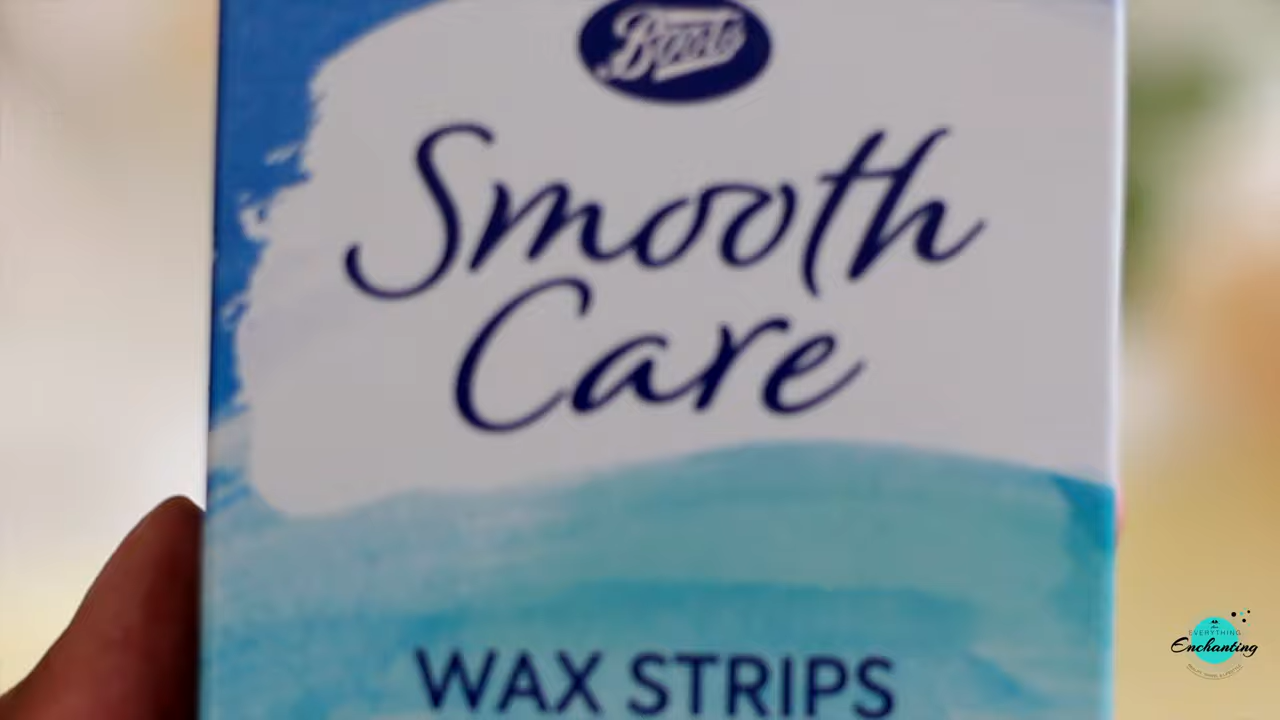 Boots
Smooth
Care
WAX STRIPS
EVERYTHING
Enchanting